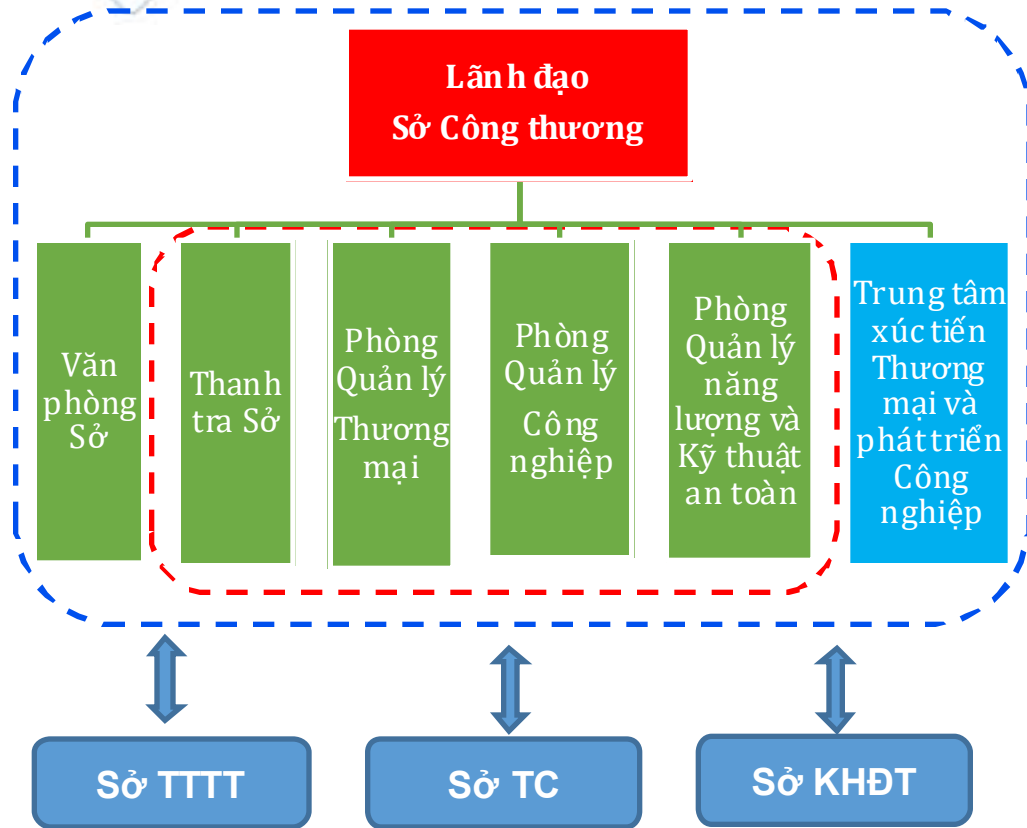 Lãnh đạo
Sở Công thương
Văn
phòng
Sở
Thanh
tra Sở
Phòng
Quản lý
Thương
mại
Phòng
Quản lý
Công
nghiệp
Phòng
Quản lý
năng
lượng và
Kỹ thuật
an toàn
Trung tâm
xúc tiến
Thương
mại và
phát triển
Công
nghiệp
Sở TTTT
Sở TC
Sở KHĐT